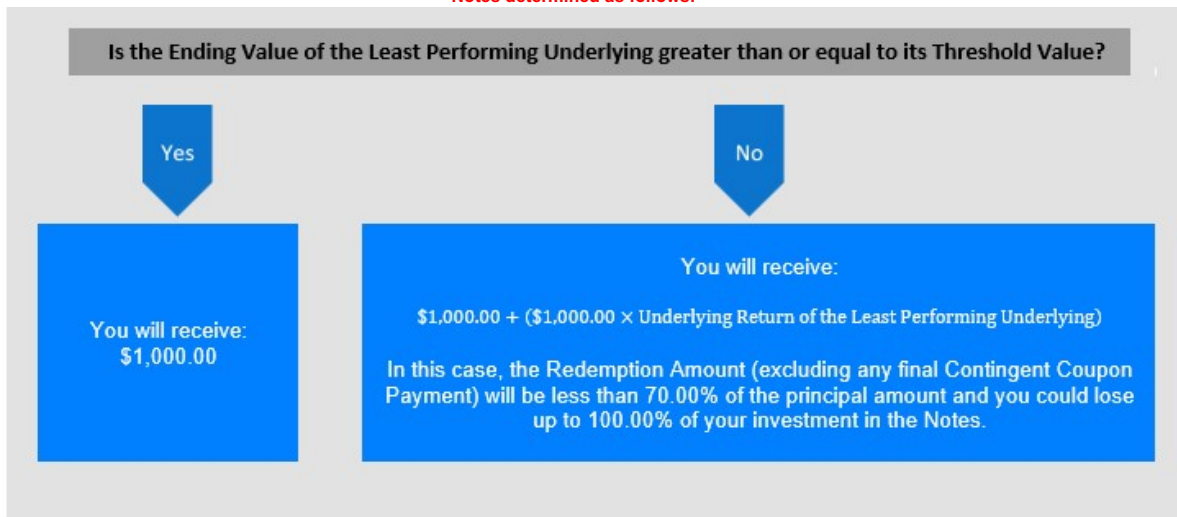 Notes determined as follows:
Is the Ending Value of the Least Performing Underlying greater than or equal to its Threshold Value?
Yes
No
You will receive:
$1,000.00
You will receive:
$1,000.00 + ($1,000.00 × Underlying Return of the Least Performing Underlying)
In this case, the Redemption Amount (excluding any final Contingent Coupon
Payment) will be less than 70.00% of the principal amount and you could lose
up to 100.00% of your investment in the Notes.